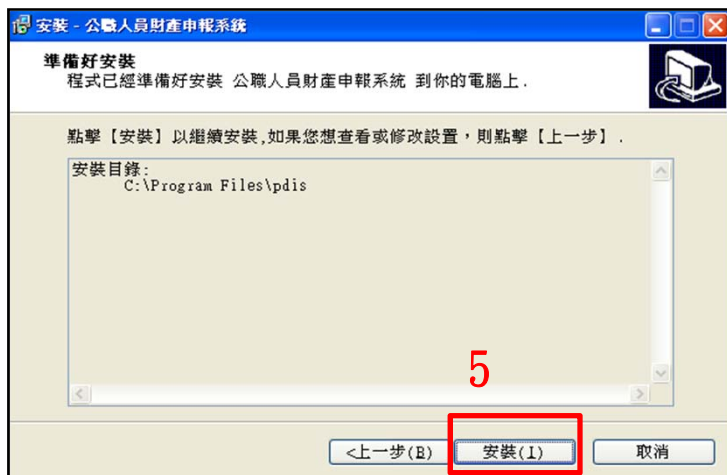 安裝 - 公職人員財產申報系統
準備好安裝
程式已經準備好安裝 公職人員財產申報系統 到你的電腦上.
點擊【安裝】以繼續安裝,如果您想查看或修改設置，則點擊【上一步】.
安裝目錄:
C:\Program Files\pdis
5
<上一步(B) 安裝(I) 取消